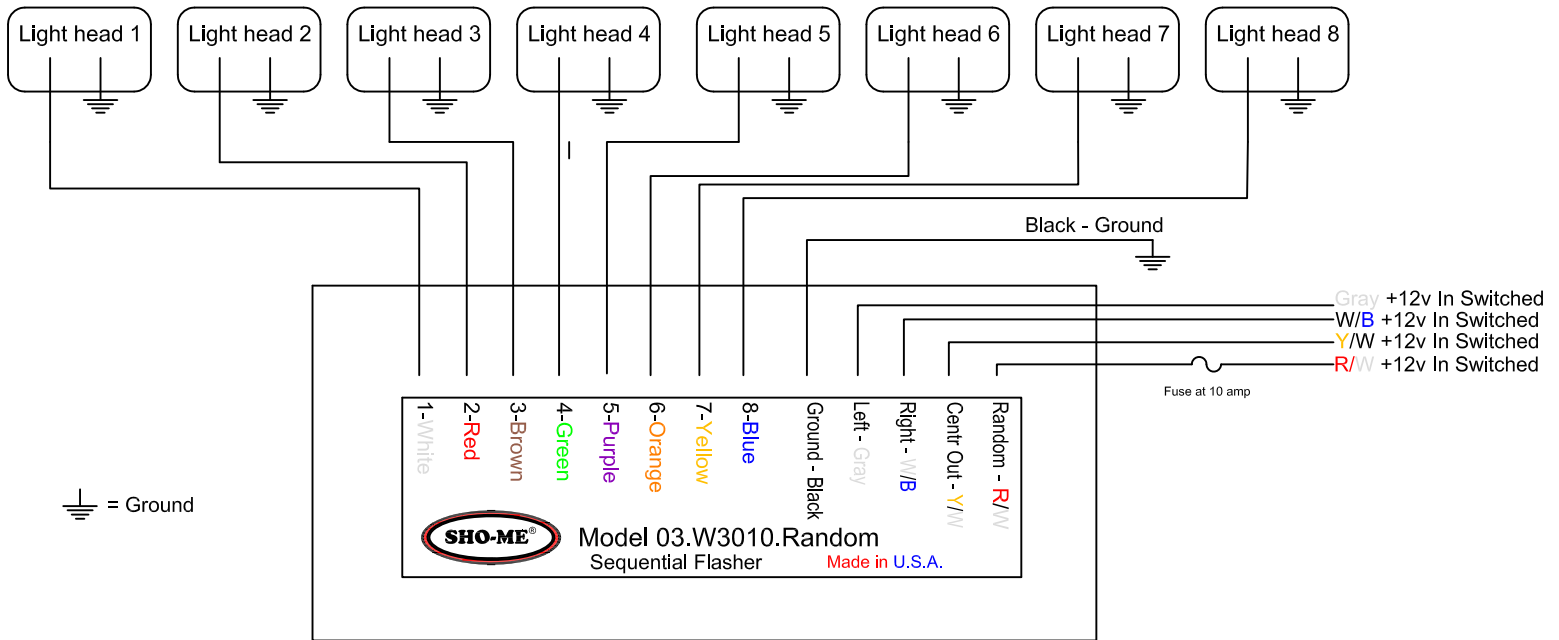 Light head 1
Light head 2
Light head 3
Light head 4
Light head 5
Light head 6
Light head 7
Light head 8
Black - Ground
Gray +12v In Switched
W/B +12v In Switched
Y/W +12v In Switched
R/W +12v In Switched
Fuse at 10 amp
1-White
2-Red
3-Brown
4-Green
5-Purple
6-Orange
7-Yellow
8-Blue
Ground - Black
Left - Gray
Right - W/B
Centr Out - Y/W
Random - R/W
= Ground
SHO-ME®
Model 03.W3010.Random
Sequential Flasher
Made in U.S.A.